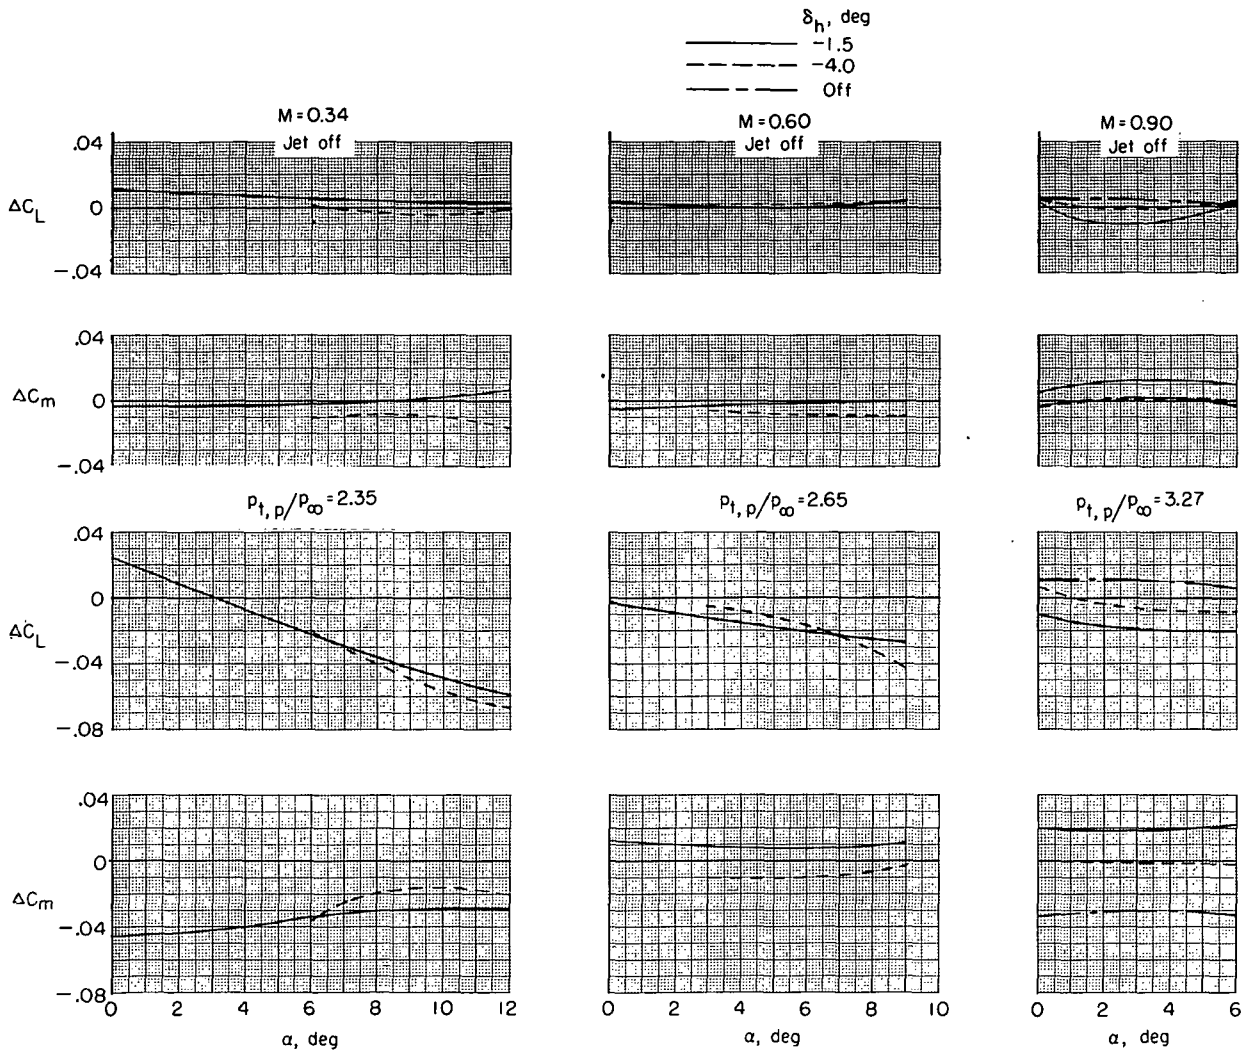 δh, deg
−1.5
−4.0
Off
M=0.34
Jet off
M=0.60
Jet off
M=0.90
Jet off
.04
ΔCL
0
−.04
.04
ΔCm
0
−.04
pt,p/p∞=2.35
pt,p/p∞=2.65
pt,p/p∞=3.27
.04
0
ΔCL
−.04
−.08
.04
0
ΔCm
−.04
−.08
0 2 4 6 8 10 12
0 2 4 6 8 10
0 2 4 6
α, deg
α, deg
α, deg